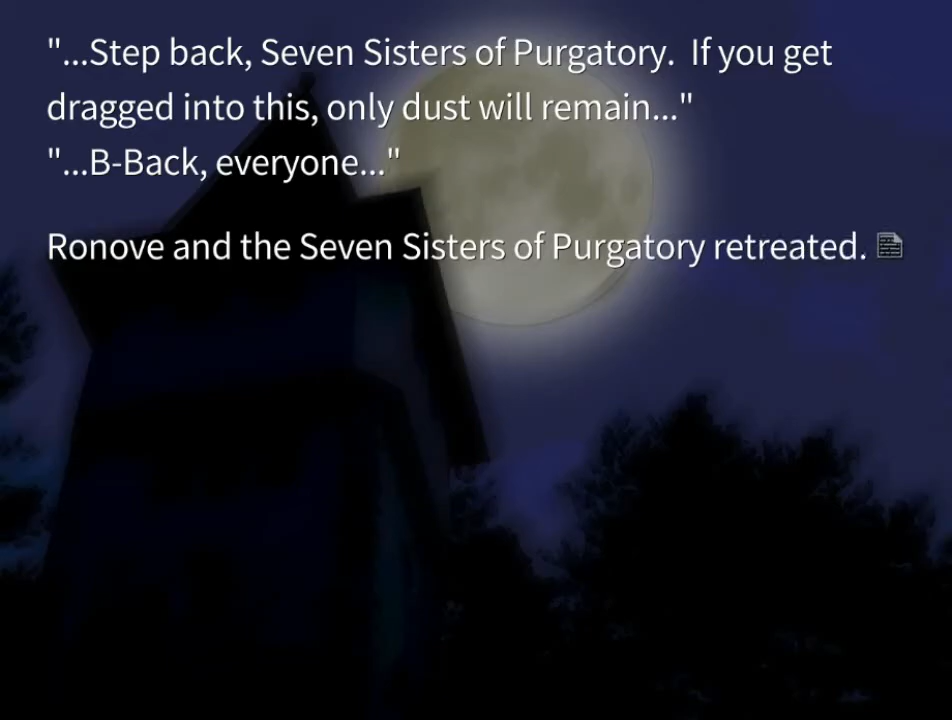 "...Step back, Seven Sisters of Purgatory.  If you get
dragged into this, only dust will remain..."
"...B-Back, everyone..."
Ronove and the Seven Sisters of Purgatory retreated.